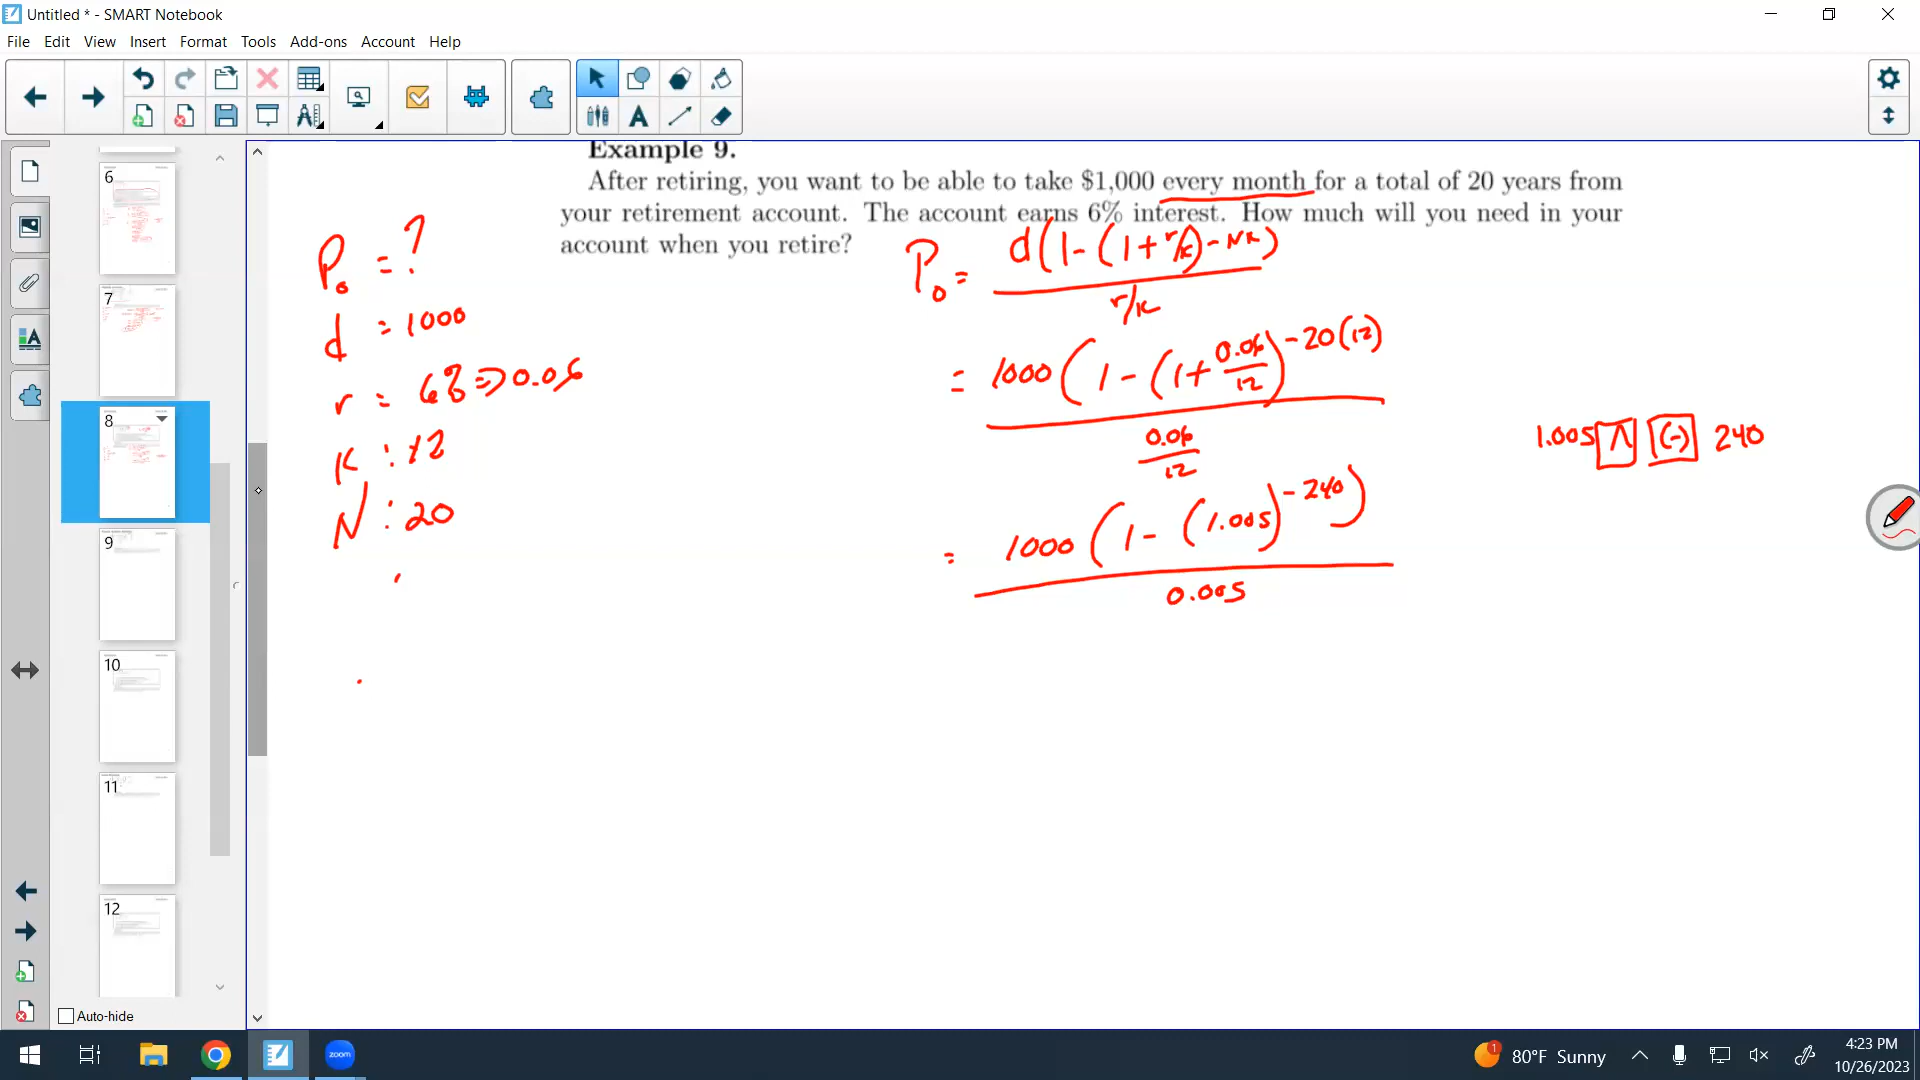 Untitled * - SMART Notebook
File Edit View Insert Format Tools Add-ons Account Help
6
7
8
9
10
11
12
Auto-hide
Example 9.
After retiring, you want to be able to take $1,000 every month for a total of 20 years from
your retirement account. The account earns 6% interest. How much will you need in your
account when you retire?
P₀ = ?
d = 1000
r = 6% => 0.06
K : 12
N : 20
P₀ = d(1-(1+r/k)-Nk)
r/k
= 1000 (1 - (1 + 0.06/12)^-20(12))
0.06
12
= 1000 (1 - (1.005)^-240)
0.005
1.005 ^ (-) 240
zoom
1
80°F Sunny
4:23 PM
10/26/2023